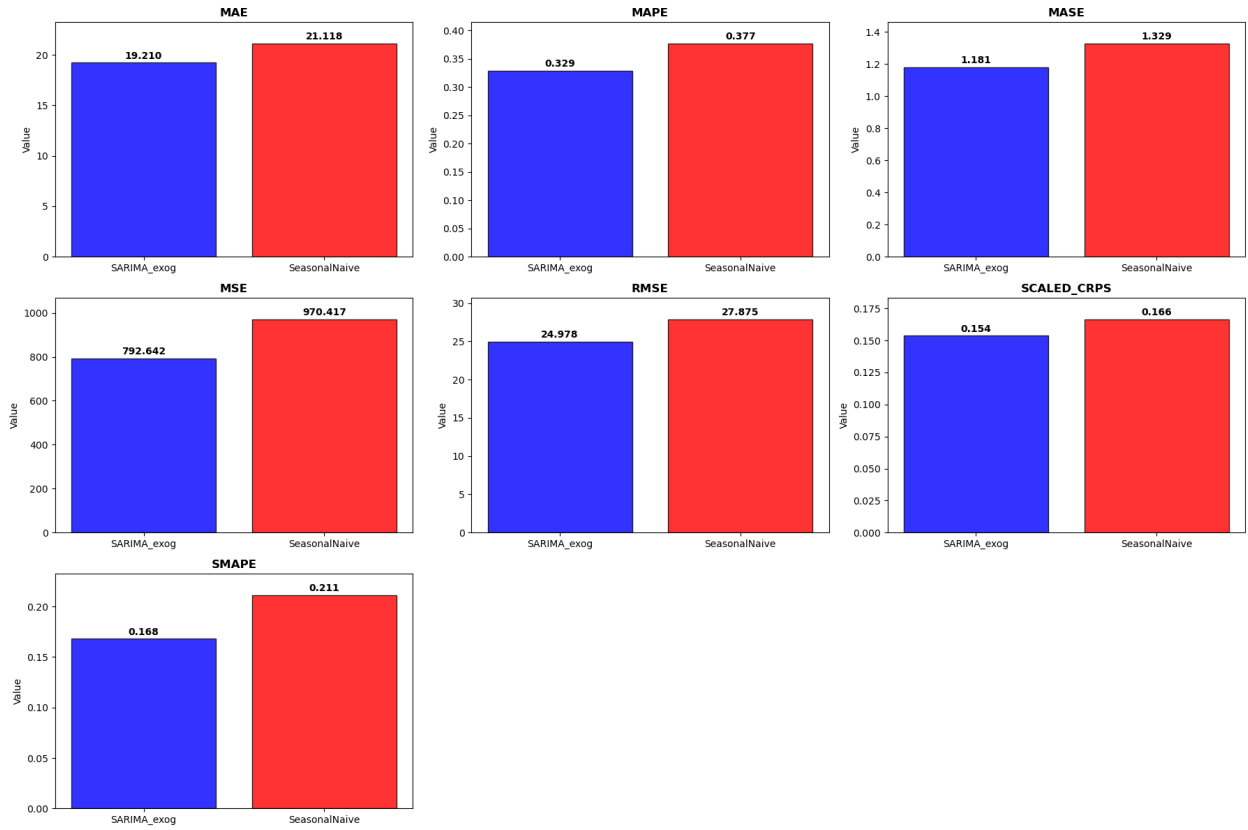 MAE
Value
20
15
10
5
0
19.210
21.118
SARIMA_exog
SeasonalNaive
MAPE
Value
0.40
0.35
0.30
0.25
0.20
0.15
0.10
0.05
0.00
0.329
0.377
SARIMA_exog
SeasonalNaive
MASE
Value
1.4
1.2
1.0
0.8
0.6
0.4
0.2
0.0
1.181
1.329
SARIMA_exog
SeasonalNaive
MSE
Value
1000
800
600
400
200
0
792.642
970.417
SARIMA_exog
SeasonalNaive
RMSE
Value
30
25
20
15
10
5
0
24.978
27.875
SARIMA_exog
SeasonalNaive
SCALED_CRPS
Value
0.175
0.150
0.125
0.100
0.075
0.050
0.025
0.000
0.154
0.166
SARIMA_exog
SeasonalNaive
SMAPE
Value
0.20
0.15
0.10
0.05
0.00
0.168
0.211
SARIMA_exog
SeasonalNaive